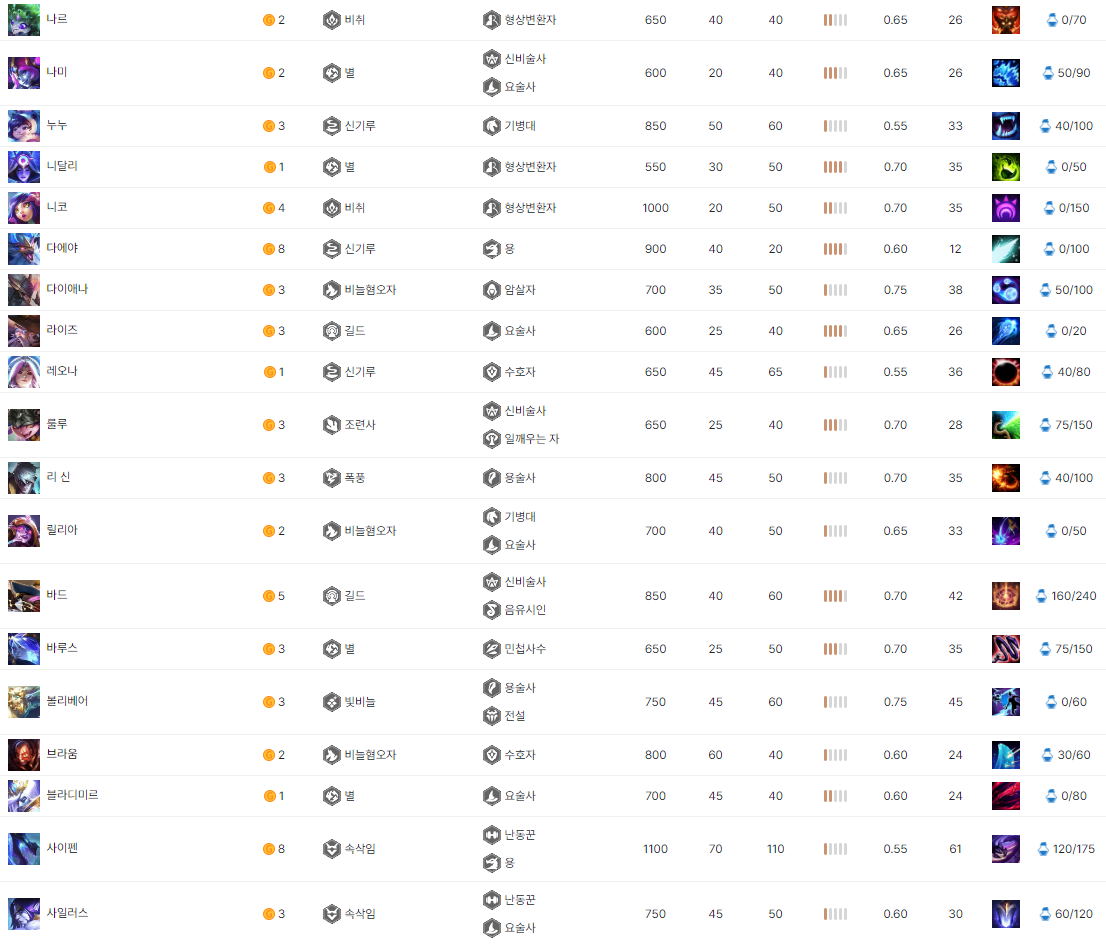 나르 2 비취 형상변환자 650 40 40 0.65 26 0/70
나미 2 별 신비술사 600 20 40 0.65 26 50/90
요술사
누누 3 신기루 기병대 850 50 60 0.55 33 40/100
니달리 1 별 형상변환자 550 30 50 0.70 35 0/50
니코 4 비취 형상변환자 1000 20 50 0.70 35 0/150
다에야 8 신기루 용 900 40 20 0.60 12 0/100
다이애나 3 비늘혐오자 암살자 700 35 50 0.75 38 50/100
라이즈 3 길드 요술사 600 25 40 0.65 26 0/20
레오나 1 신기루 수호자 650 45 65 0.55 36 40/80
룰루 3 조련사 신비술사 650 25 40 0.70 28 75/150
일깨우는 자
리 신 3 폭풍 용술사 800 45 50 0.70 35 40/100
릴리아 2 비늘혐오자 기병대 700 40 50 0.65 33 0/50
요술사
바드 5 길드 신비술사 850 40 60 0.70 42 160/240
음유시인
바루스 3 별 민첩사수 650 25 50 0.70 35 75/150
볼리베어 3 빛비늘 용술사 750 45 60 0.75 45 0/60
전설
브라움 2 비늘혐오자 수호자 800 60 40 0.60 24 30/60
블라디미르 1 별 요술사 700 45 40 0.60 24 0/80
사이펜 8 속삭임 난동꾼 1100 70 110 0.55 61 120/175
용
사일러스 3 속삭임 난동꾼 750 45 50 0.60 30 60/120
요술사